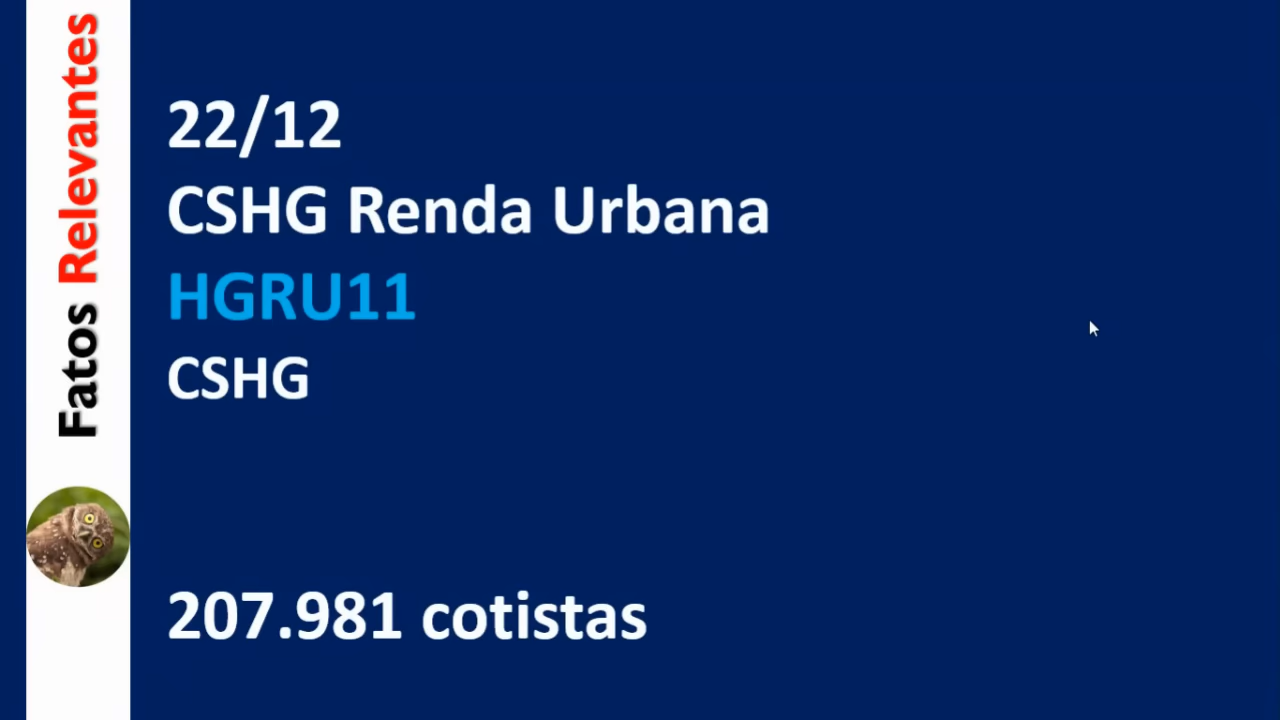 Fatos Relevantes
22/12
CSHG Renda Urbana
HGRU11
CSHG
207.981 cotistas